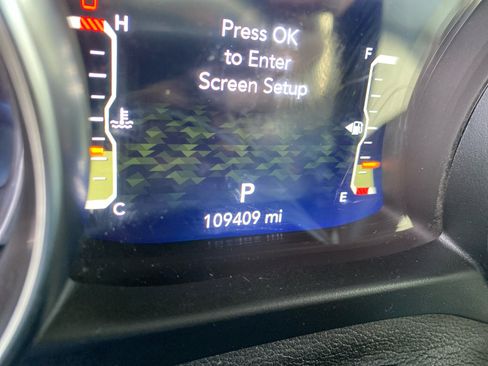 H
Press OK
to Enter
Screen Setup
F
C
E
P
109409 mi